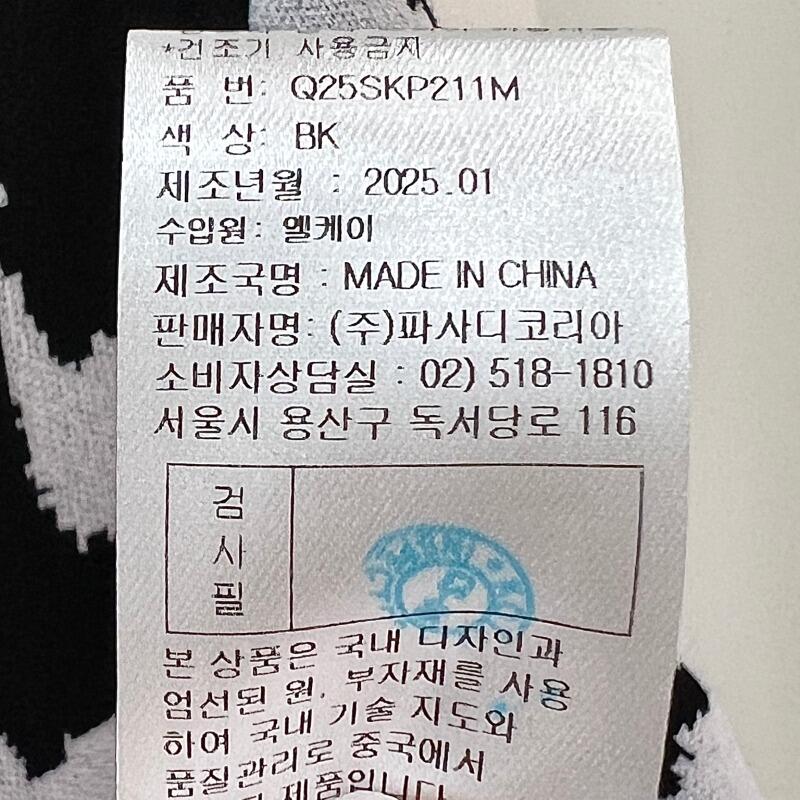 *건조기 사용금지
품 번: Q25SKP211M
색 상: BK
제조년월 : 2025.01
수입원: 엘케이
제조국명 : MADE IN CHINA
판매자명: (주)파사디코리아
소비자상담실 : 02) 518-1810
서울시 용산구 독서당로 116
검
사
필
본 상품은 국내 디자인과
엄선된 원, 부자재를 사용
하여 국내 기술 지도와
품질관리로 중국에서
제품입니다